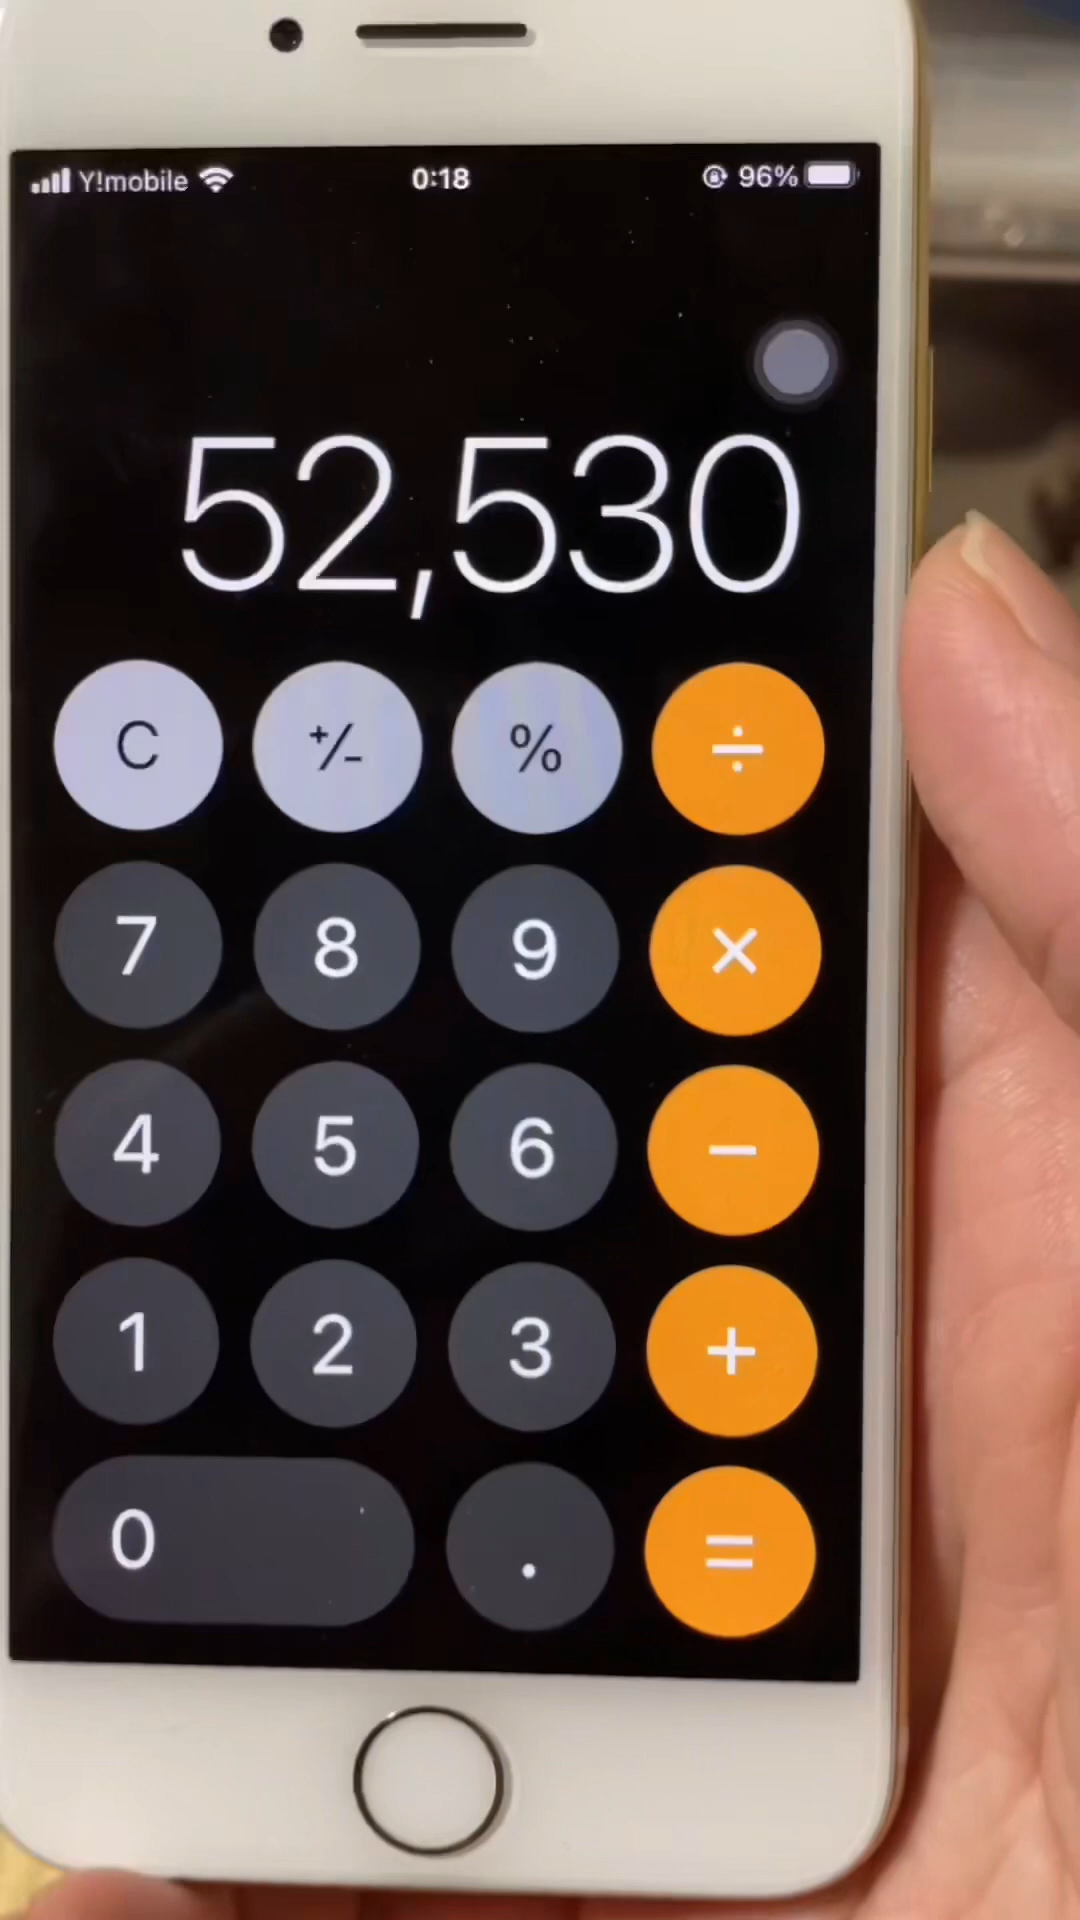 Y!mobile 0:18 96%
52,530
C +/- % ÷
7 8 9 ×
4 5 6 −
1 2 3 +
0 . =